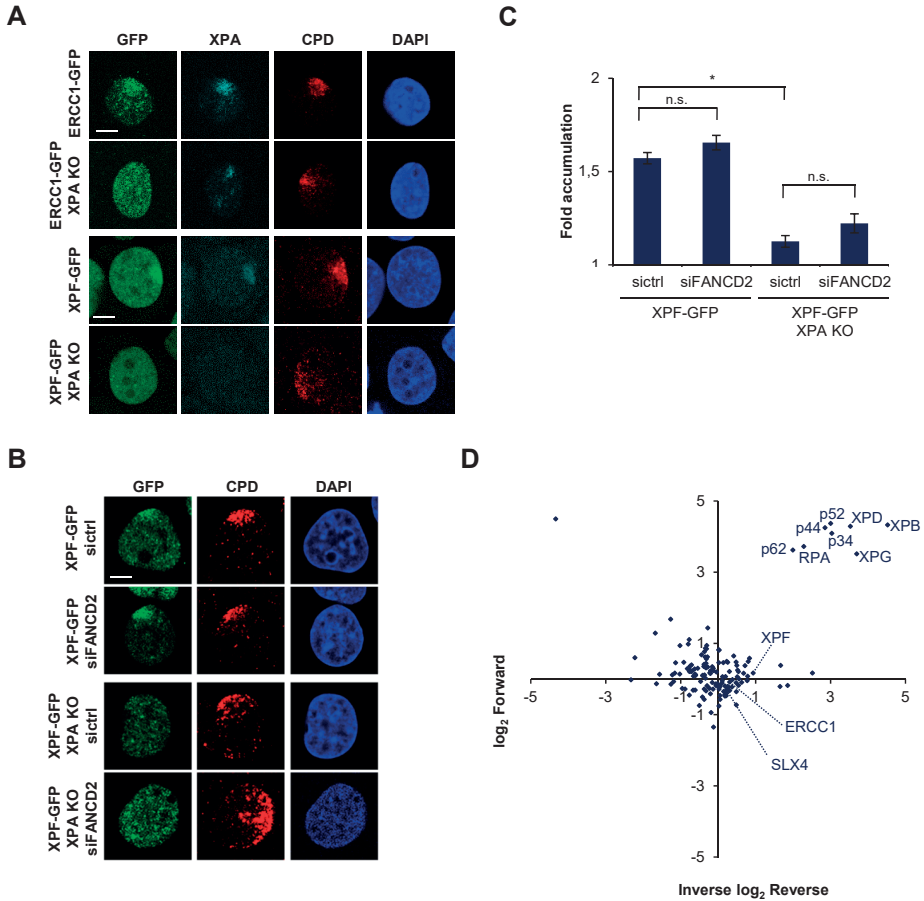 A
GFP XPA CPD DAPI
ERCC1-GFP
ERCC1-GFP
XPA KO
XPF-GFP
XPF-GFP
XPA KO
B
GFP CPD DAPI
XPF-GFP
sictrl
XPF-GFP
siFANCD2
XPF-GFP
XPA KO
sictrl
XPF-GFP
XPA KO
siFANCD2
C
Fold accumulation
2
1,5
1
*
n.s.
n.s.
sictrl siFANCD2 sictrl siFANCD2
XPF-GFP XPF-GFP
XPA KO
D
log2 Forward
5
3
1
-1
-3
-5
-5 -3 -1 1 3 5
p52 XPD XPB
p44 p34
p62 RPA XPG
XPF
ERCC1
SLX4
Inverse log2 Reverse